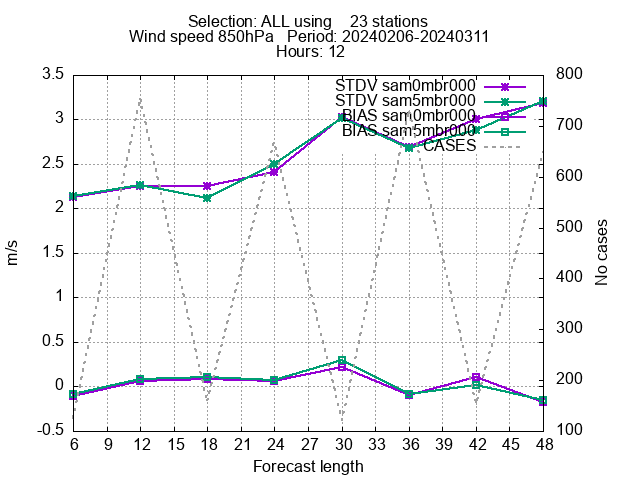 Selection: ALL using    23 stations
Wind speed 850hPa   Period: 20240206-20240311
Hours: 12
3.5
3
2.5
2
1.5
1
0.5
0
-0.5
m/s
STDV sam0mbr000
STDV sam5mbr000
BIAS sam0mbr000
BIAS sam5mbr000
CASES
800
700
600
500
400
300
200
100
No cases
6 9 12 15 18 21 24 27 30 33 36 39 42 45 48
Forecast length